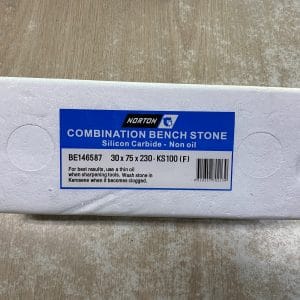 NORTON
COMBINATION BENCH STONE
Silicon Carbide - Non oil
BE146587 30 x 75 x 230 - KS100 (F)
For best results, use a thin oil
when sharpening tools. Wash stone in
Kerosene when it becomes clogged.